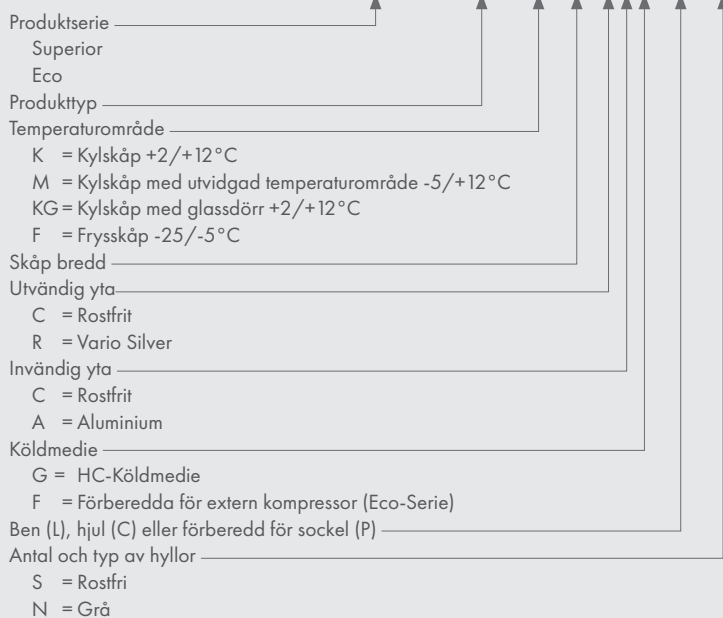 Produktserie
Superior
Eco
Produkttyp
Temperaturområde
K = Kylskåp +2/+12°C
M = Kylskåp med utvidgad temperaturområde -5/+12°C
KG = Kylskåp med glassdörr +2/+12°C
F = Frysskåp -25/-5°C
Skåp bredd
Utvändig yta
C = Rostfrit
R = Vario Silver
Invändig yta
C = Rostfrit
A = Aluminium
Köldmedie
G = HC-Köldmedie
F = Förberedda för extern kompressor (Eco-Serie)
Ben (L), hjul (C) eller förberedd för sockel (P)
Antal och typ av hyllor
S = Rostfri
N = Grå